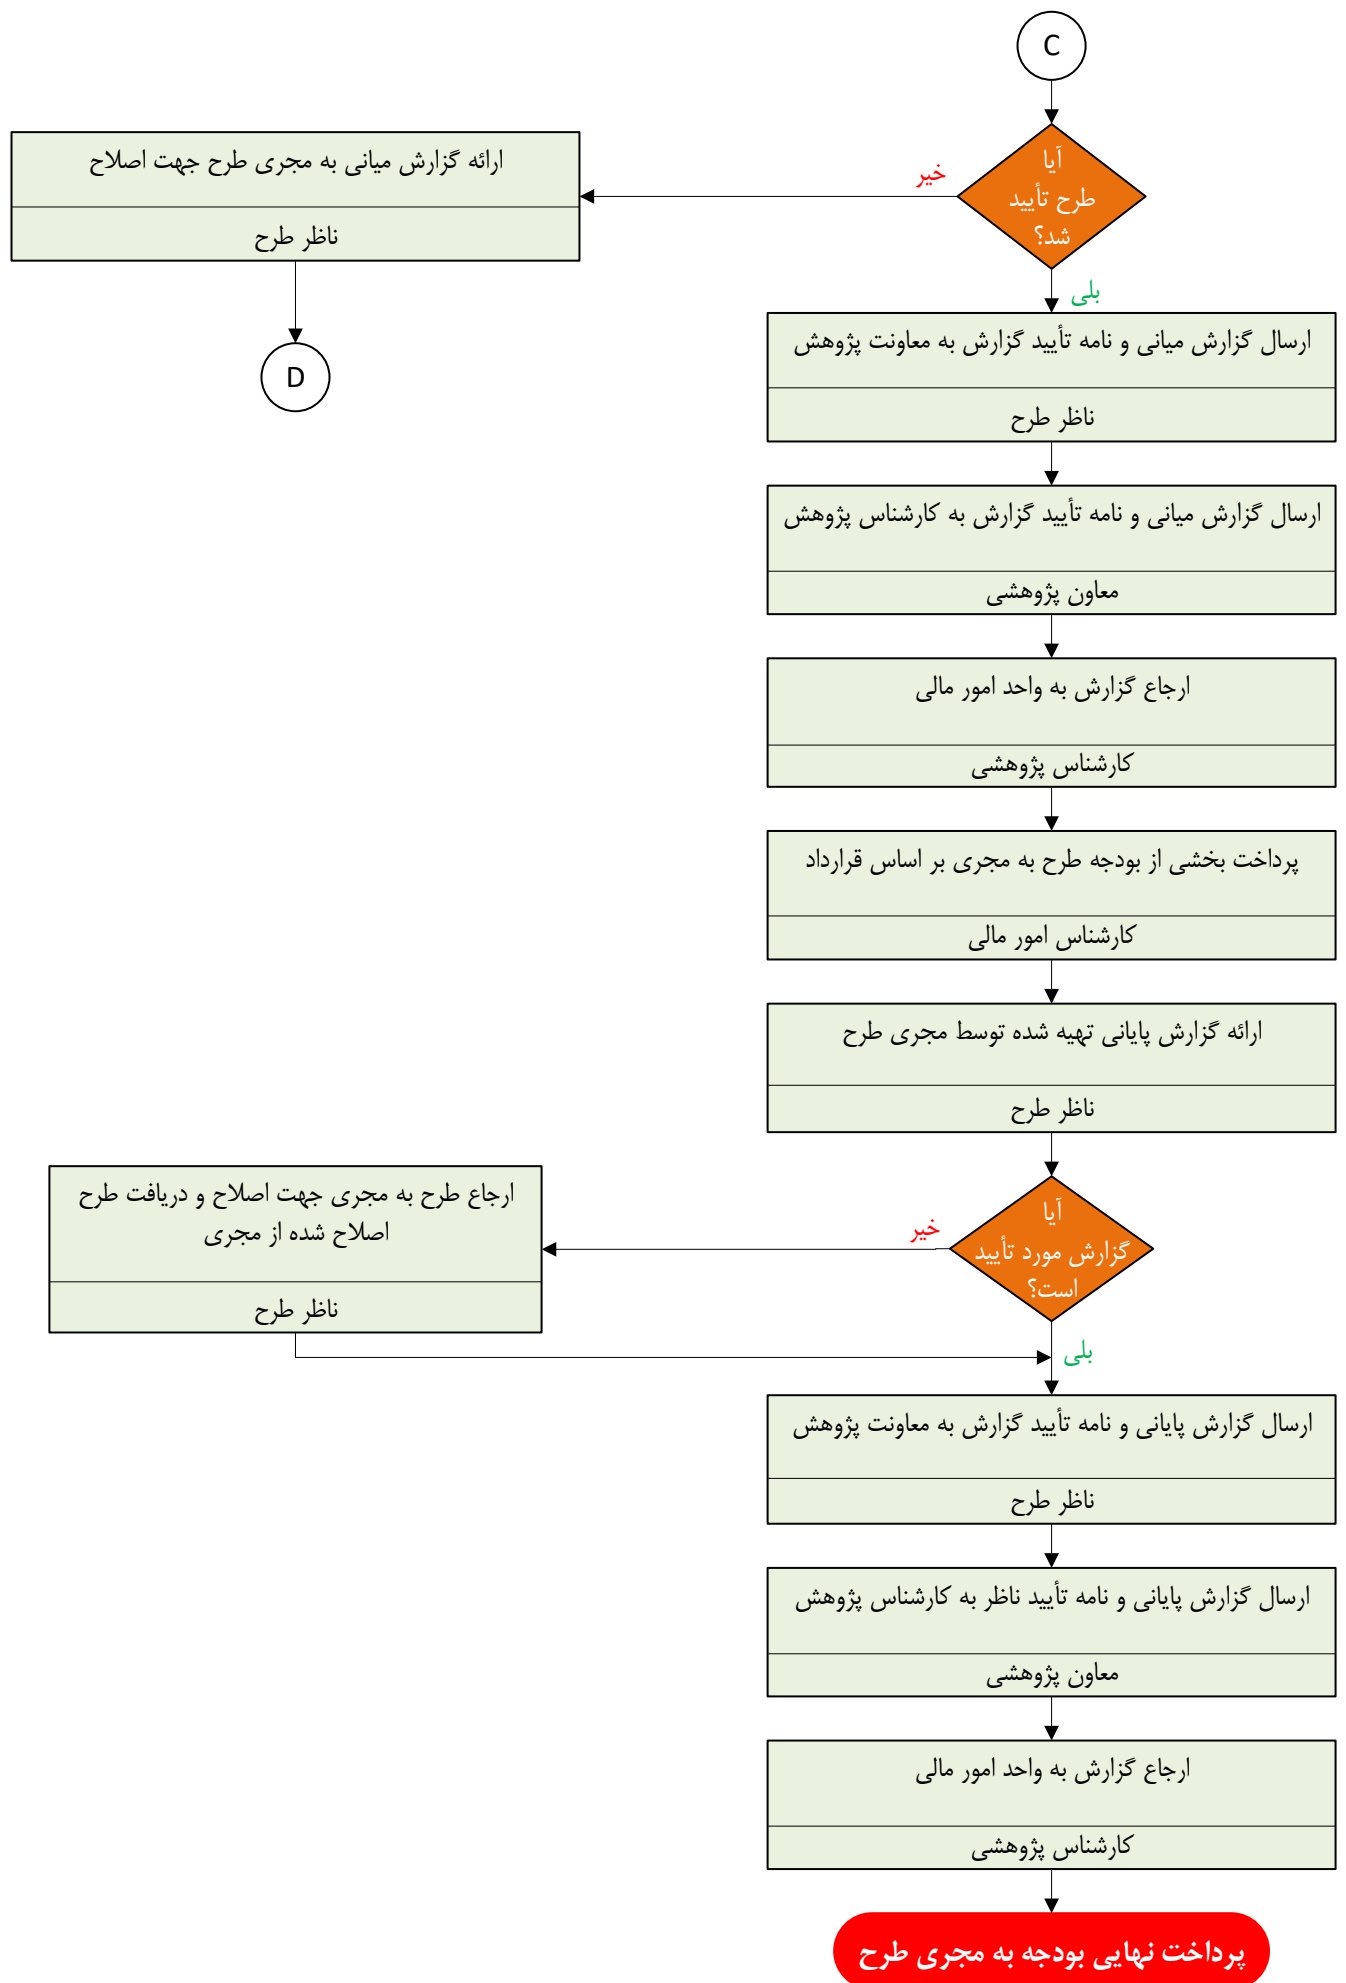 C
آیا
طرح تأیید
شد؟
خیر
ارائه گزارش میانی به مجری طرح جهت اصلاح
ناظر طرح
D
بلی
ارسال گزارش میانی و نامه تأیید گزارش به معاونت پژوهش
ناظر طرح
ارسال گزارش میانی و نامه تأیید گزارش به کارشناس پژوهش
معاون پژوهشی
ارجاع گزارش به واحد امور مالی
کارشناس پژوهشی
پرداخت بخشی از بودجه طرح به مجری بر اساس قرارداد
کارشناس امور مالی
ارائه گزارش پایانی تهیه شده توسط مجری طرح
ناظر طرح
آیا
گزارش مورد تأیید
است؟
خیر
ارجاع طرح به مجری جهت اصلاح و دریافت طرح
اصلاح شده از مجری
ناظر طرح
بلی
ارسال گزارش پایانی و نامه تأیید گزارش به معاونت پژوهش
ناظر طرح
ارسال گزارش پایانی و نامه تأیید ناظر به کارشناس پژوهش
معاون پژوهشی
ارجاع گزارش به واحد امور مالی
کارشناس پژوهشی
پرداخت نهایی بودجه به مجری طرح